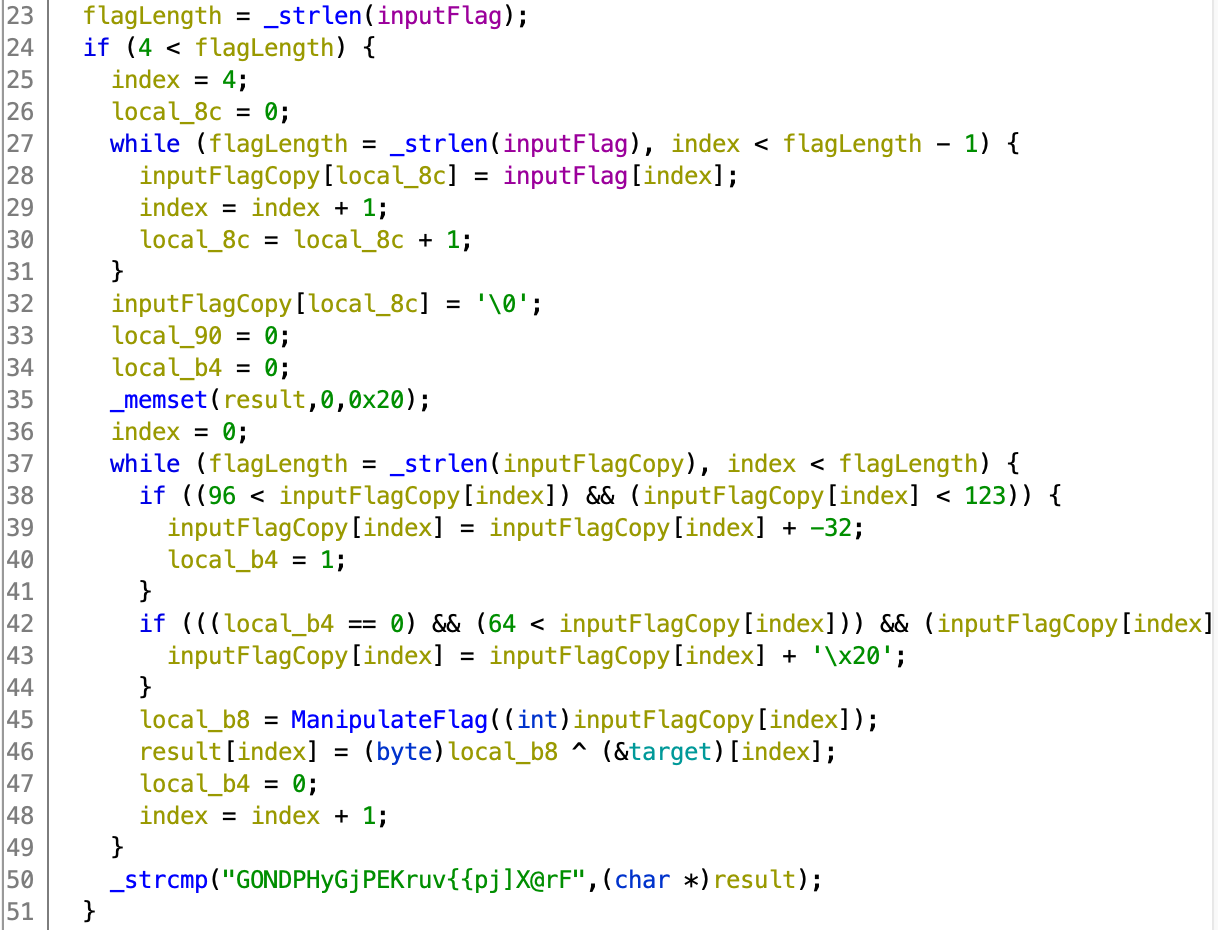 23 flagLength = _strlen(inputFlag);
24 if (4 < flagLength) {
25 index = 4;
26 local_8c = 0;
27 while (flagLength = _strlen(inputFlag), index < flagLength - 1) {
28 inputFlagCopy[local_8c] = inputFlag[index];
29 index = index + 1;
30 local_8c = local_8c + 1;
31 }
32 inputFlagCopy[local_8c] = '\0';
33 local_90 = 0;
34 local_b4 = 0;
35 _memset(result,0,0x20);
36 index = 0;
37 while (flagLength = _strlen(inputFlagCopy), index < flagLength) {
38 if ((96 < inputFlagCopy[index]) && (inputFlagCopy[index] < 123)) {
39 inputFlagCopy[index] = inputFlagCopy[index] + -32;
40 local_b4 = 1;
41 }
42 if (((local_b4 == 0) && (64 < inputFlagCopy[index])) && (inputFlagCopy[index]
43 inputFlagCopy[index] = inputFlagCopy[index] + '\x20';
44 }
45 local_b8 = ManipulateFlag((int)inputFlagCopy[index]);
46 result[index] = (byte)local_b8 ^ (&target)[index];
47 local_b4 = 0;
48 index = index + 1;
49 }
50 _strcmp("GONDPHyGjPEKruv{{pj]X@rF",(char *)result);
51 }